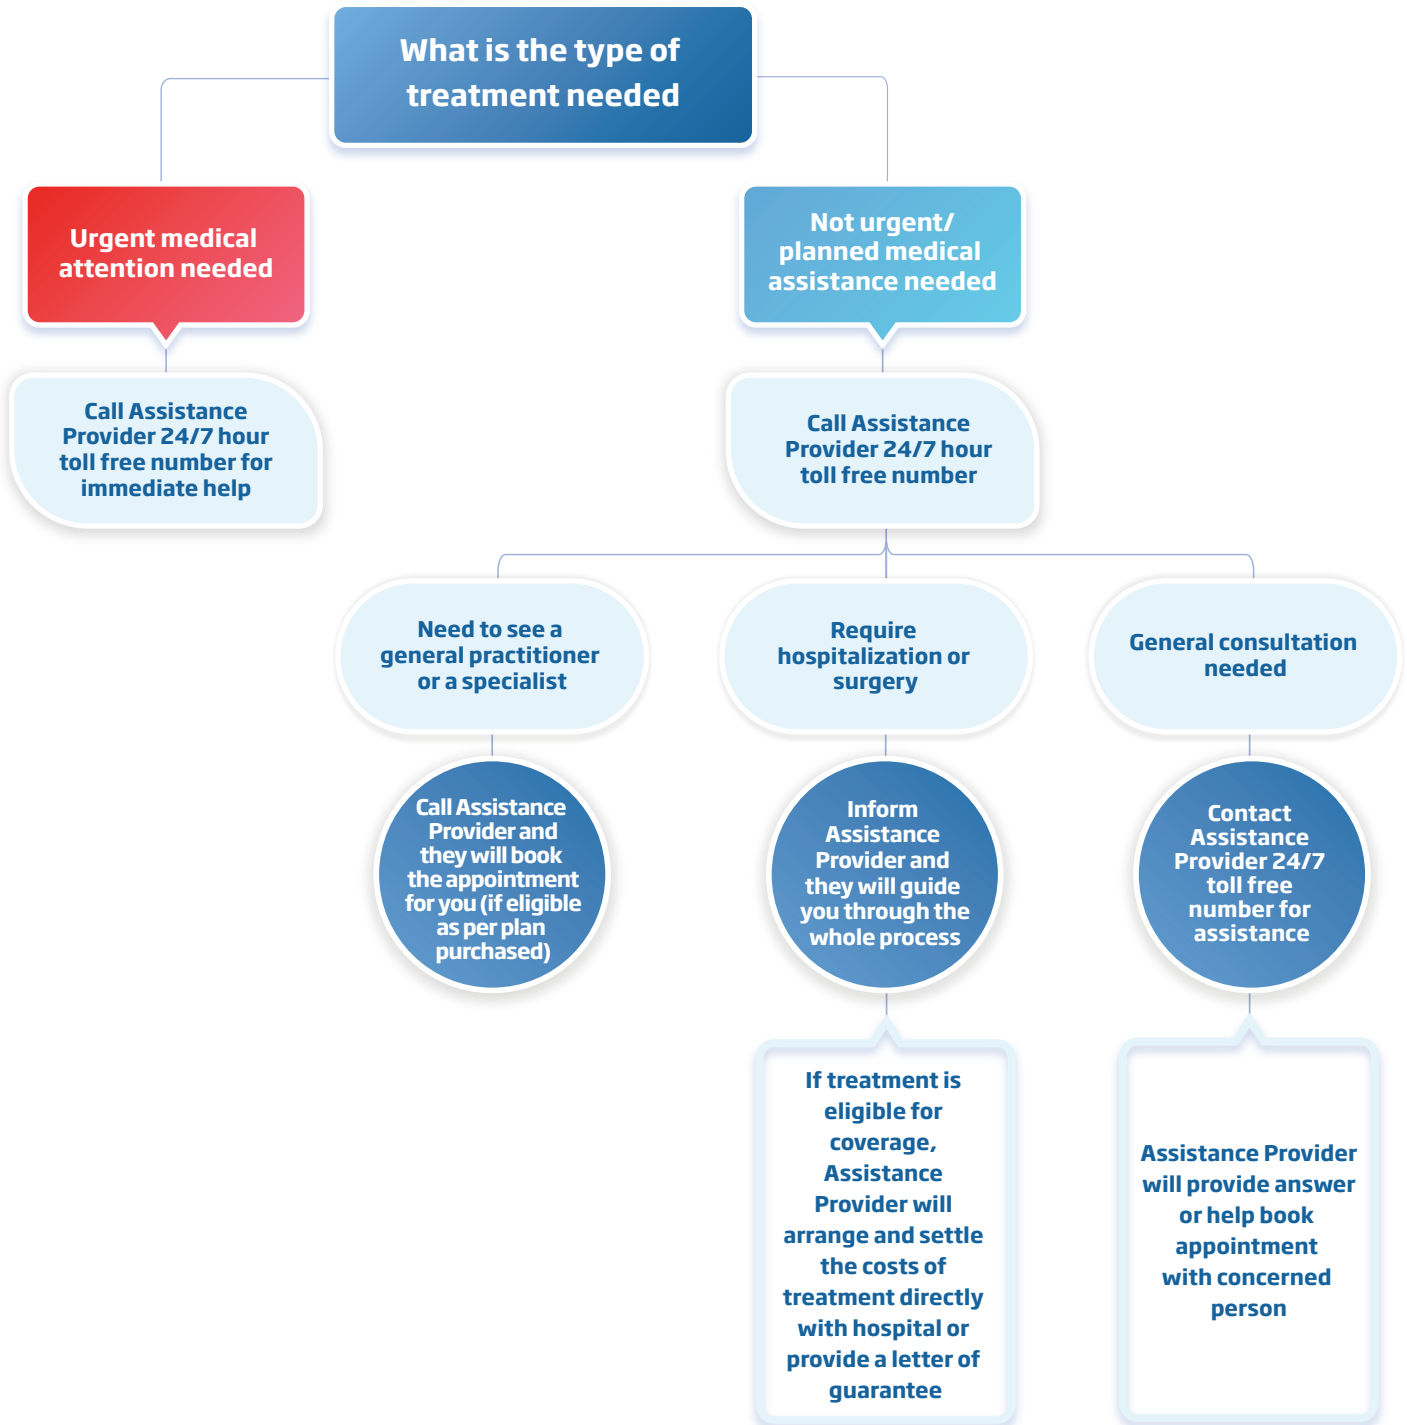 What is the type of
treatment needed
Urgent medical
attention needed
Not urgent/
planned medical
assistance needed
Call Assistance
Provider 24/7 hour
toll free number for
immediate help
Call Assistance
Provider 24/7 hour
toll free number
Need to see a
general practitioner
or a specialist
Require
hospitalization or
surgery
General consultation
needed
Call Assistance
Provider and
they will book
the appointment
for you (if eligible
as per plan
purchased)
Inform
Assistance
Provider and
they will guide
you through the
whole process
Contact
Assistance
Provider 24/7
toll free
number for
assistance
If treatment is
eligible for
coverage,
Assistance
Provider will
arrange and settle
the costs of
treatment directly
with hospital or
provide a letter of
guarantee
Assistance Provider
will provide answer
or help book
appointment
with concerned
person